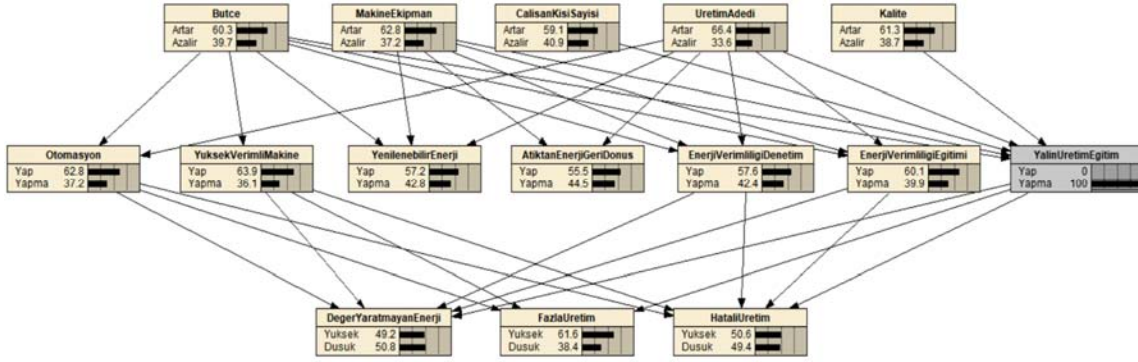 Butce
Artar 60.3
Azalir 39.7
MakineEkipman
Artar 62.8
Azalir 37.2
CalisanKisiSayisi
Artar 59.1
Azalir 40.9
UretimAdedi
Artar 66.4
Azalir 33.6
Kalite
Artar 61.3
Azalir 38.7
Otomasyon
Yap 62.8
Yapma 37.2
YuksekVerimliMakine
Yap 63.9
Yapma 36.1
YenilenebilirEnerji
Yap 57.2
Yapma 42.8
AtiktanEnerjiGeriDonus
Yap 55.5
Yapma 44.5
EnerjiVerimliligiDenetim
Yap 57.6
Yapma 42.4
EnerjiVerimliligiEgitimi
Yap 60.1
Yapma 39.9
YalinUretimEgitim
Yap 0
Yapma 100
DegerYaratmayanEnerji
Yuksek 49.2
Dusuk 50.8
FazlaUretim
Yuksek 61.6
Dusuk 38.4
HataliUretim
Yuksek 50.6
Dusuk 49.4